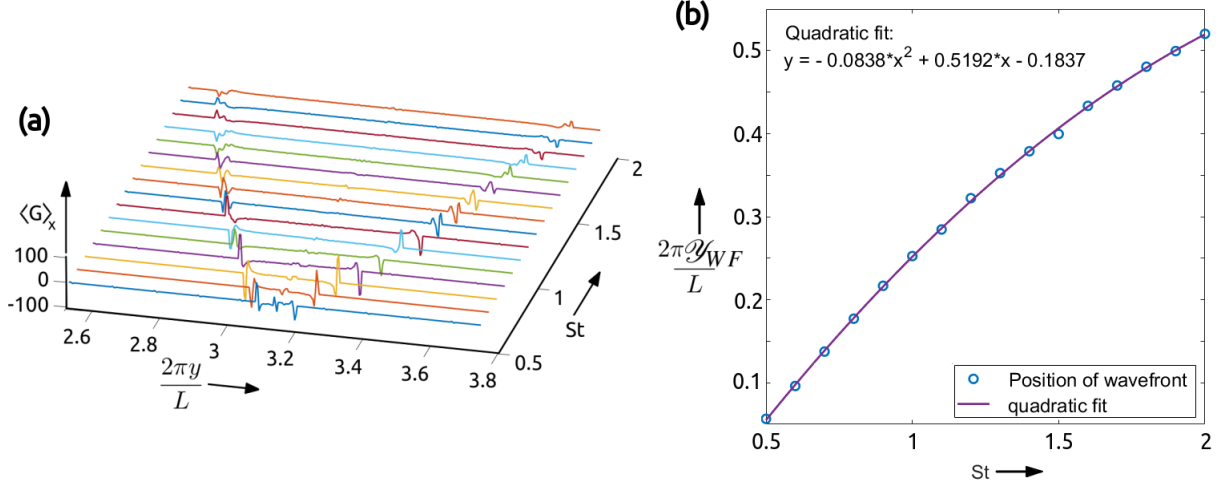 (a)
⟨G⟩x
100
0
-100
2.6
2.8
3
3.2
3.4
3.6
3.8
2πy
L
0.5
1
1.5
2
St
(b)
Quadratic fit:
y = - 0.0838*x² + 0.5192*x - 0.1837
0.5
0.4
0.3
0.2
0.1
2π𝒴WF
L
Position of wavefront
quadratic fit
0.5
1
1.5
2
St